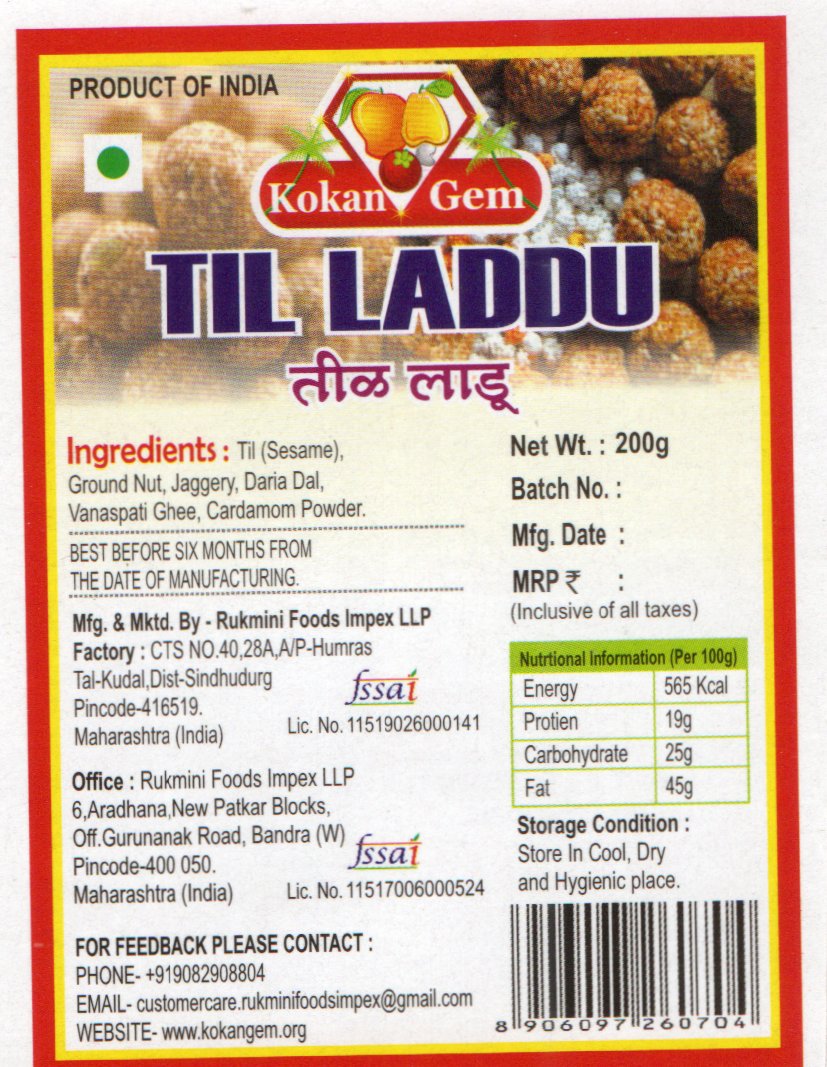 PRODUCT OF INDIA
Kokan Gem
TIL LADDU
तीळ लाडू
Ingredients : Til (Sesame),
Ground Nut, Jaggery, Daria Dal,
Vanaspati Ghee, Cardamom Powder.
BEST BEFORE SIX MONTHS FROM
THE DATE OF MANUFACTURING.
Mfg. & Mktd. By - Rukmini Foods Impex LLP
Factory : CTS NO.40,28A,A/P-Humras
Tal-Kudal,Dist-Sindhudurg
Pincode-416519.
Maharashtra (India)
fssai
Lic. No. 11519026000141
Office : Rukmini Foods Impex LLP
6,Aradhana,New Patkar Blocks,
Off.Gurunanak Road, Bandra (W)
Pincode-400 050.
Maharashtra (India)
fssai
Lic. No. 11517006000524
FOR FEEDBACK PLEASE CONTACT :
PHONE- +919082908804
EMAIL- customercare.rukminifoodsimpex@gmail.com
WEBSITE- www.kokangem.org
Net Wt. : 200g
Batch No. :
Mfg. Date :
MRP ₹ :
(Inclusive of all taxes)
Nutrtional Information (Per 100g)
Energy 565 Kcal
Protien 19g
Carbohydrate 25g
Fat 45g
Storage Condition :
Store In Cool, Dry
and Hygienic place.
8 906097 260704